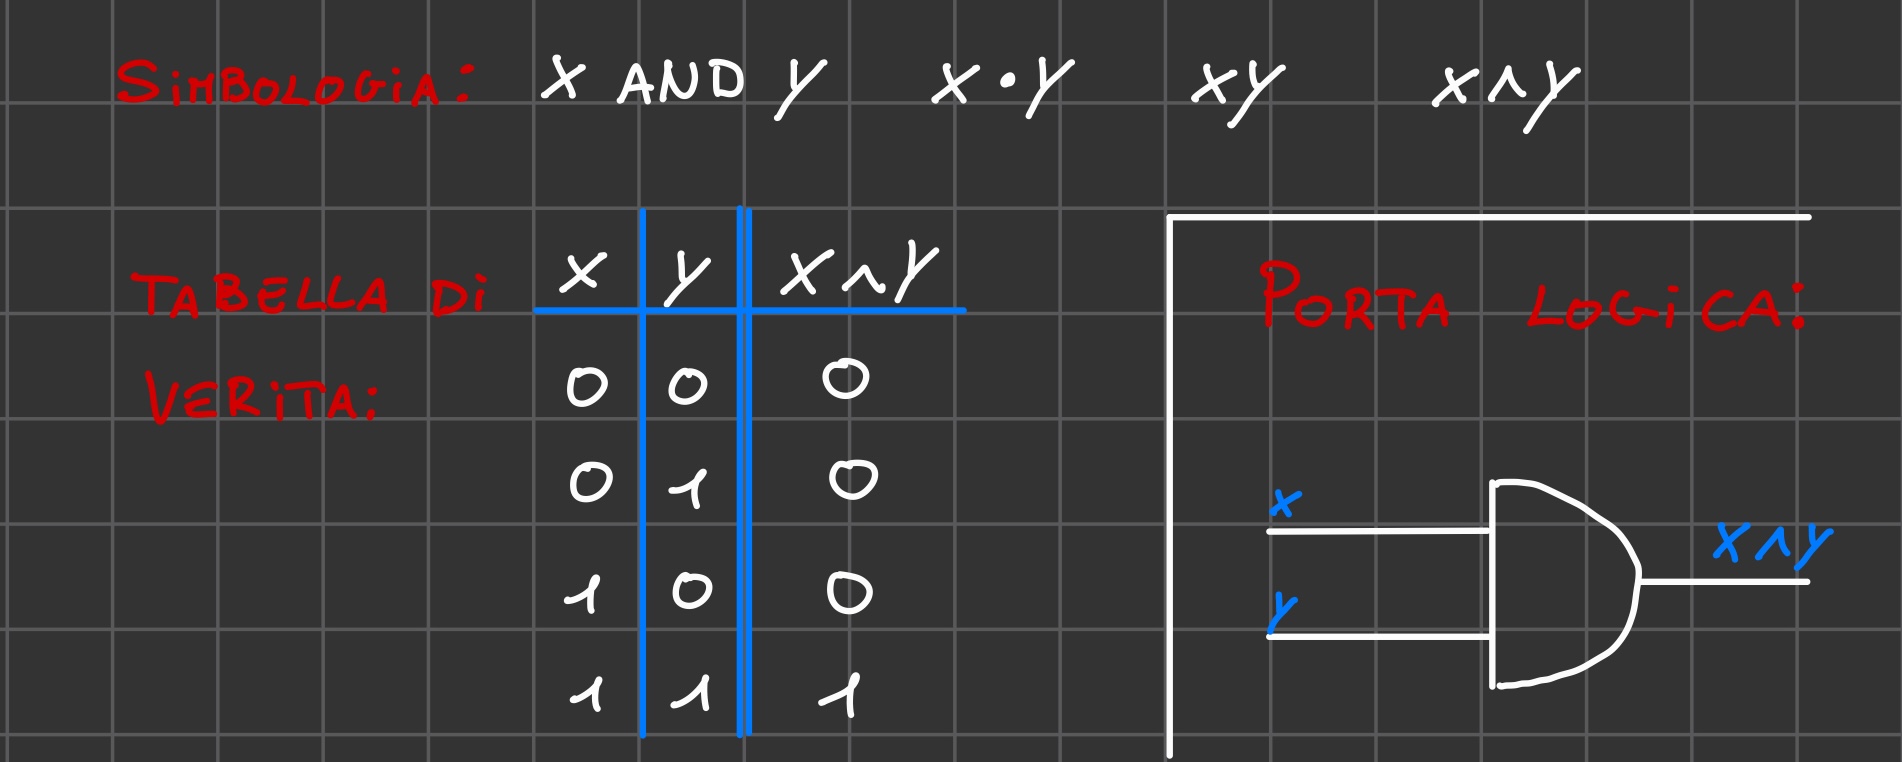 SiMBOLOGiA: X AND y X·y xy x∧y
TABELLA Di
VERiTA:
x y x∧y
0 0 0
0 1 0
1 0 0
1 1 1
PORTA LOGiCA:
x
y
x∧y